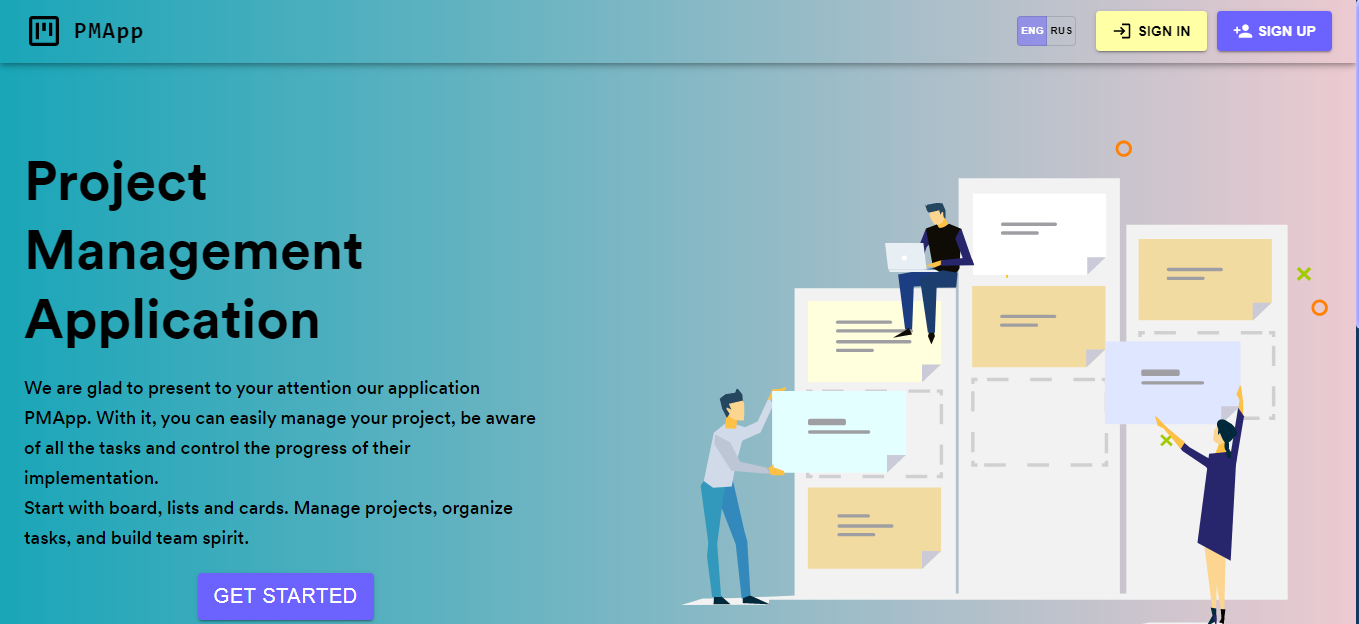 PMApp
ENG RUS
SIGN IN
SIGN UP
Project
Management
Application
We are glad to present to your attention our application
PMApp. With it, you can easily manage your project, be aware
of all the tasks and control the progress of their
implementation.
Start with board, lists and cards. Manage projects, organize
tasks, and build team spirit.
GET STARTED